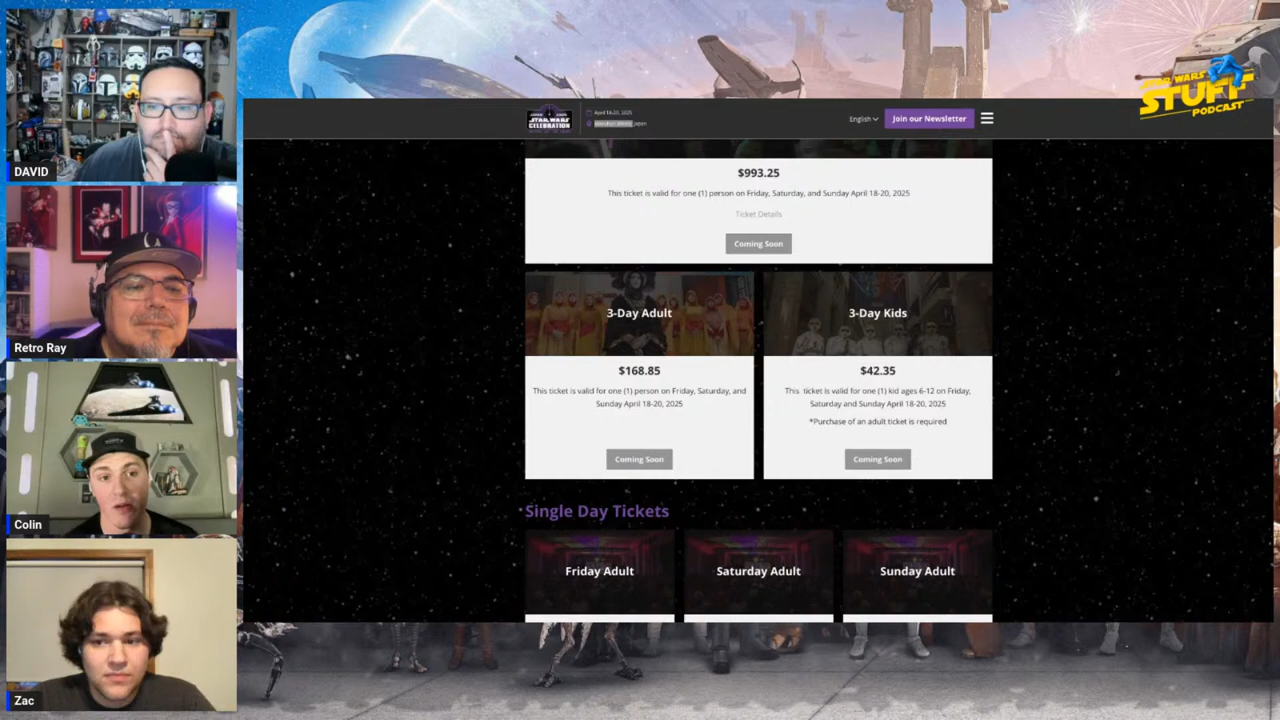 DAVID
Retro Ray
Colin
Zac
STAR WARS
STUFF
PODCAST
STAR WARS
CELEBRATION
April 18-20, 2025
Japan
English
Join our Newsletter
$993.25
This ticket is valid for one (1) person on Friday, Saturday, and Sunday April 18-20, 2025
Ticket Details
Coming Soon
3-Day Adult
$168.85
This ticket is valid for one (1) person on Friday, Saturday, and
Sunday April 18-20, 2025
Coming Soon
3-Day Kids
$42.35
This ticket is valid for one (1) kid ages 6-12 on Friday,
Saturday and Sunday April 18-20, 2025
*Purchase of an adult ticket is required
Coming Soon
Single Day Tickets
Friday Adult
Saturday Adult
Sunday Adult